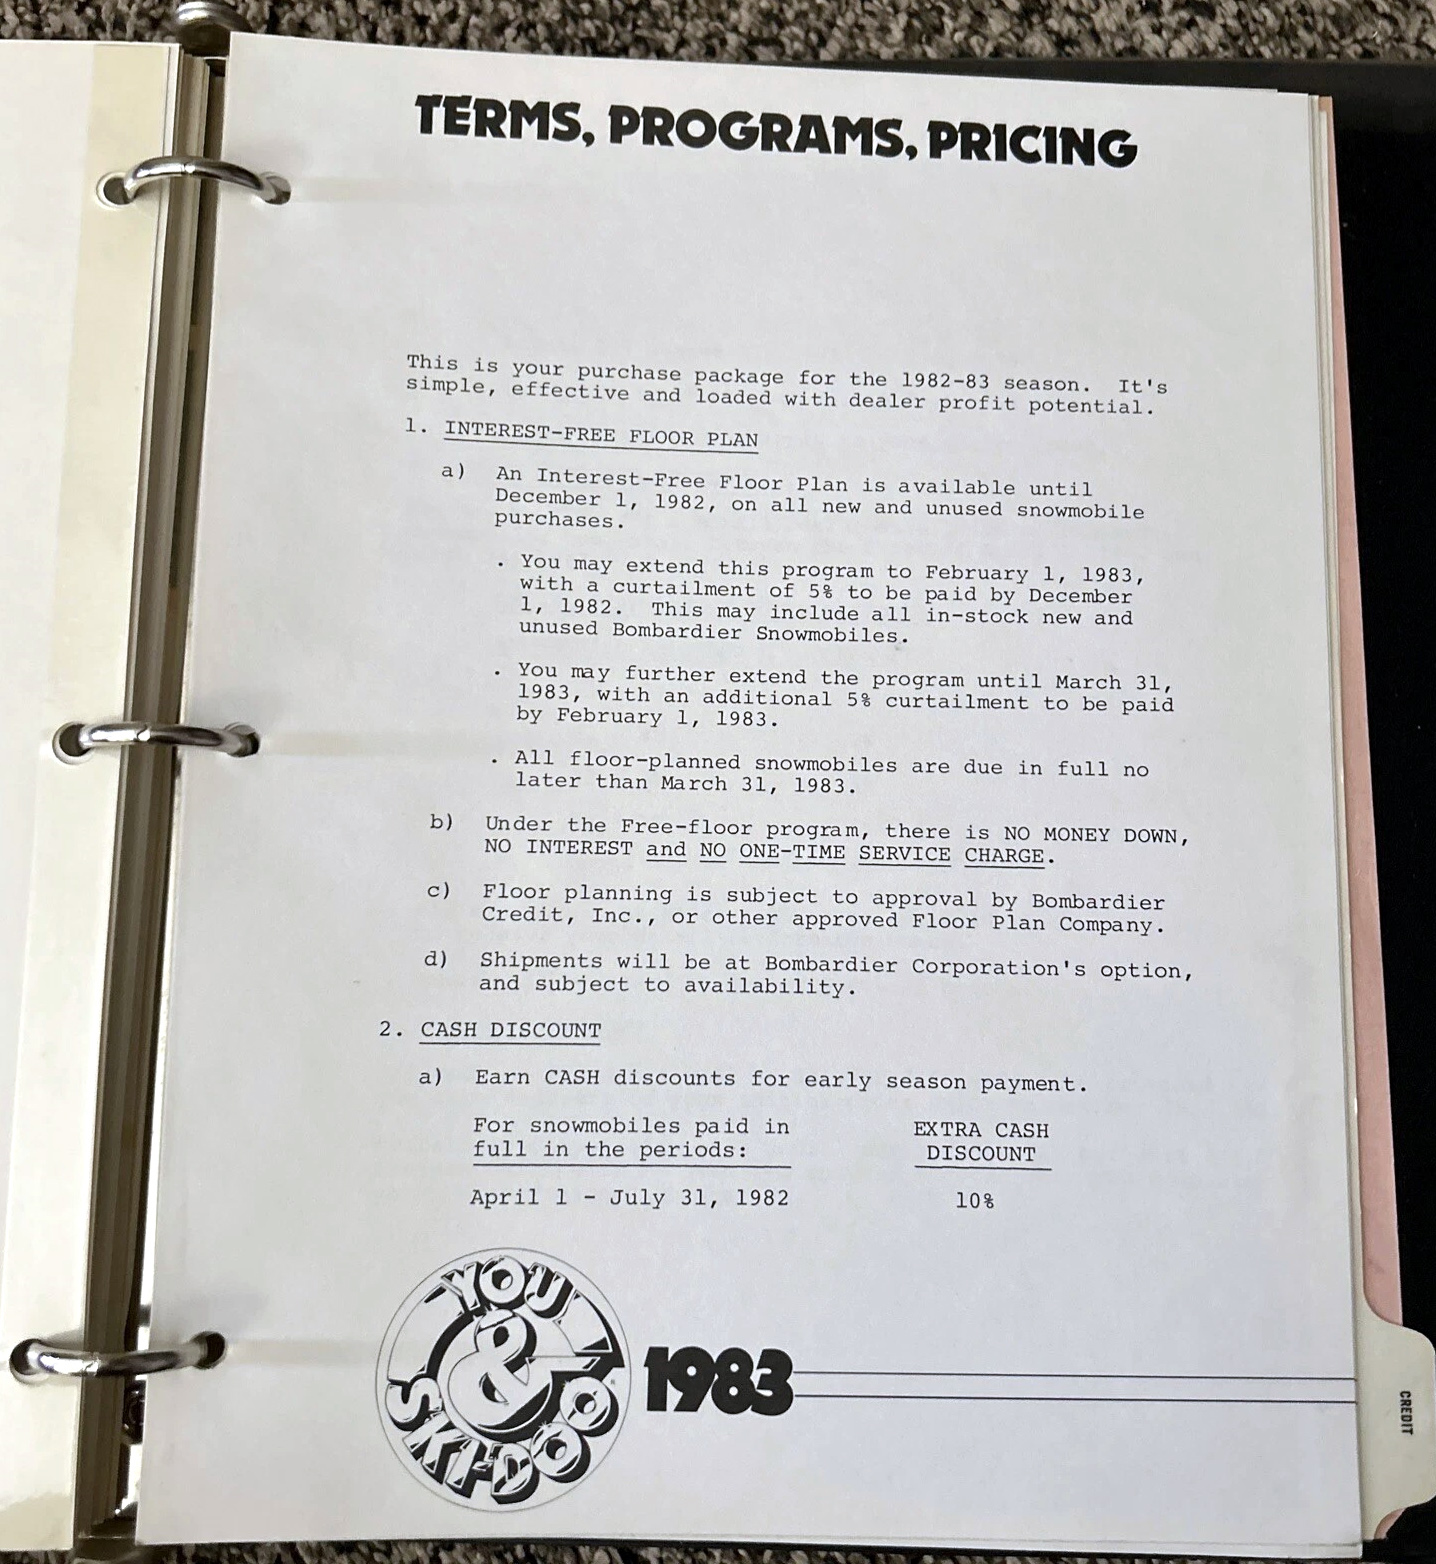 TERMS, PROGRAMS, PRICING
This is your purchase package for the 1982-83 season. It's
simple, effective and loaded with dealer profit potential.
1. INTEREST-FREE FLOOR PLAN
a) An Interest-Free Floor Plan is available until
December 1, 1982, on all new and unused snowmobile
purchases.
. You may extend this program to February 1, 1983,
with a curtailment of 5% to be paid by December
1, 1982. This may include all in-stock new and
unused Bombardier Snowmobiles.
. You may further extend the program until March 31,
1983, with an additional 5% curtailment to be paid
by February 1, 1983.
. All floor-planned snowmobiles are due in full no
later than March 31, 1983.
b) Under the Free-floor program, there is NO MONEY DOWN,
NO INTEREST and NO ONE-TIME SERVICE CHARGE.
c) Floor planning is subject to approval by Bombardier
Credit, Inc., or other approved Floor Plan Company.
d) Shipments will be at Bombardier Corporation's option,
and subject to availability.
2. CASH DISCOUNT
a) Earn CASH discounts for early season payment.
For snowmobiles paid in EXTRA CASH
full in the periods: DISCOUNT
April 1 - July 31, 1982 10%
YOU
&
SKI-DOO
1983
CREDIT